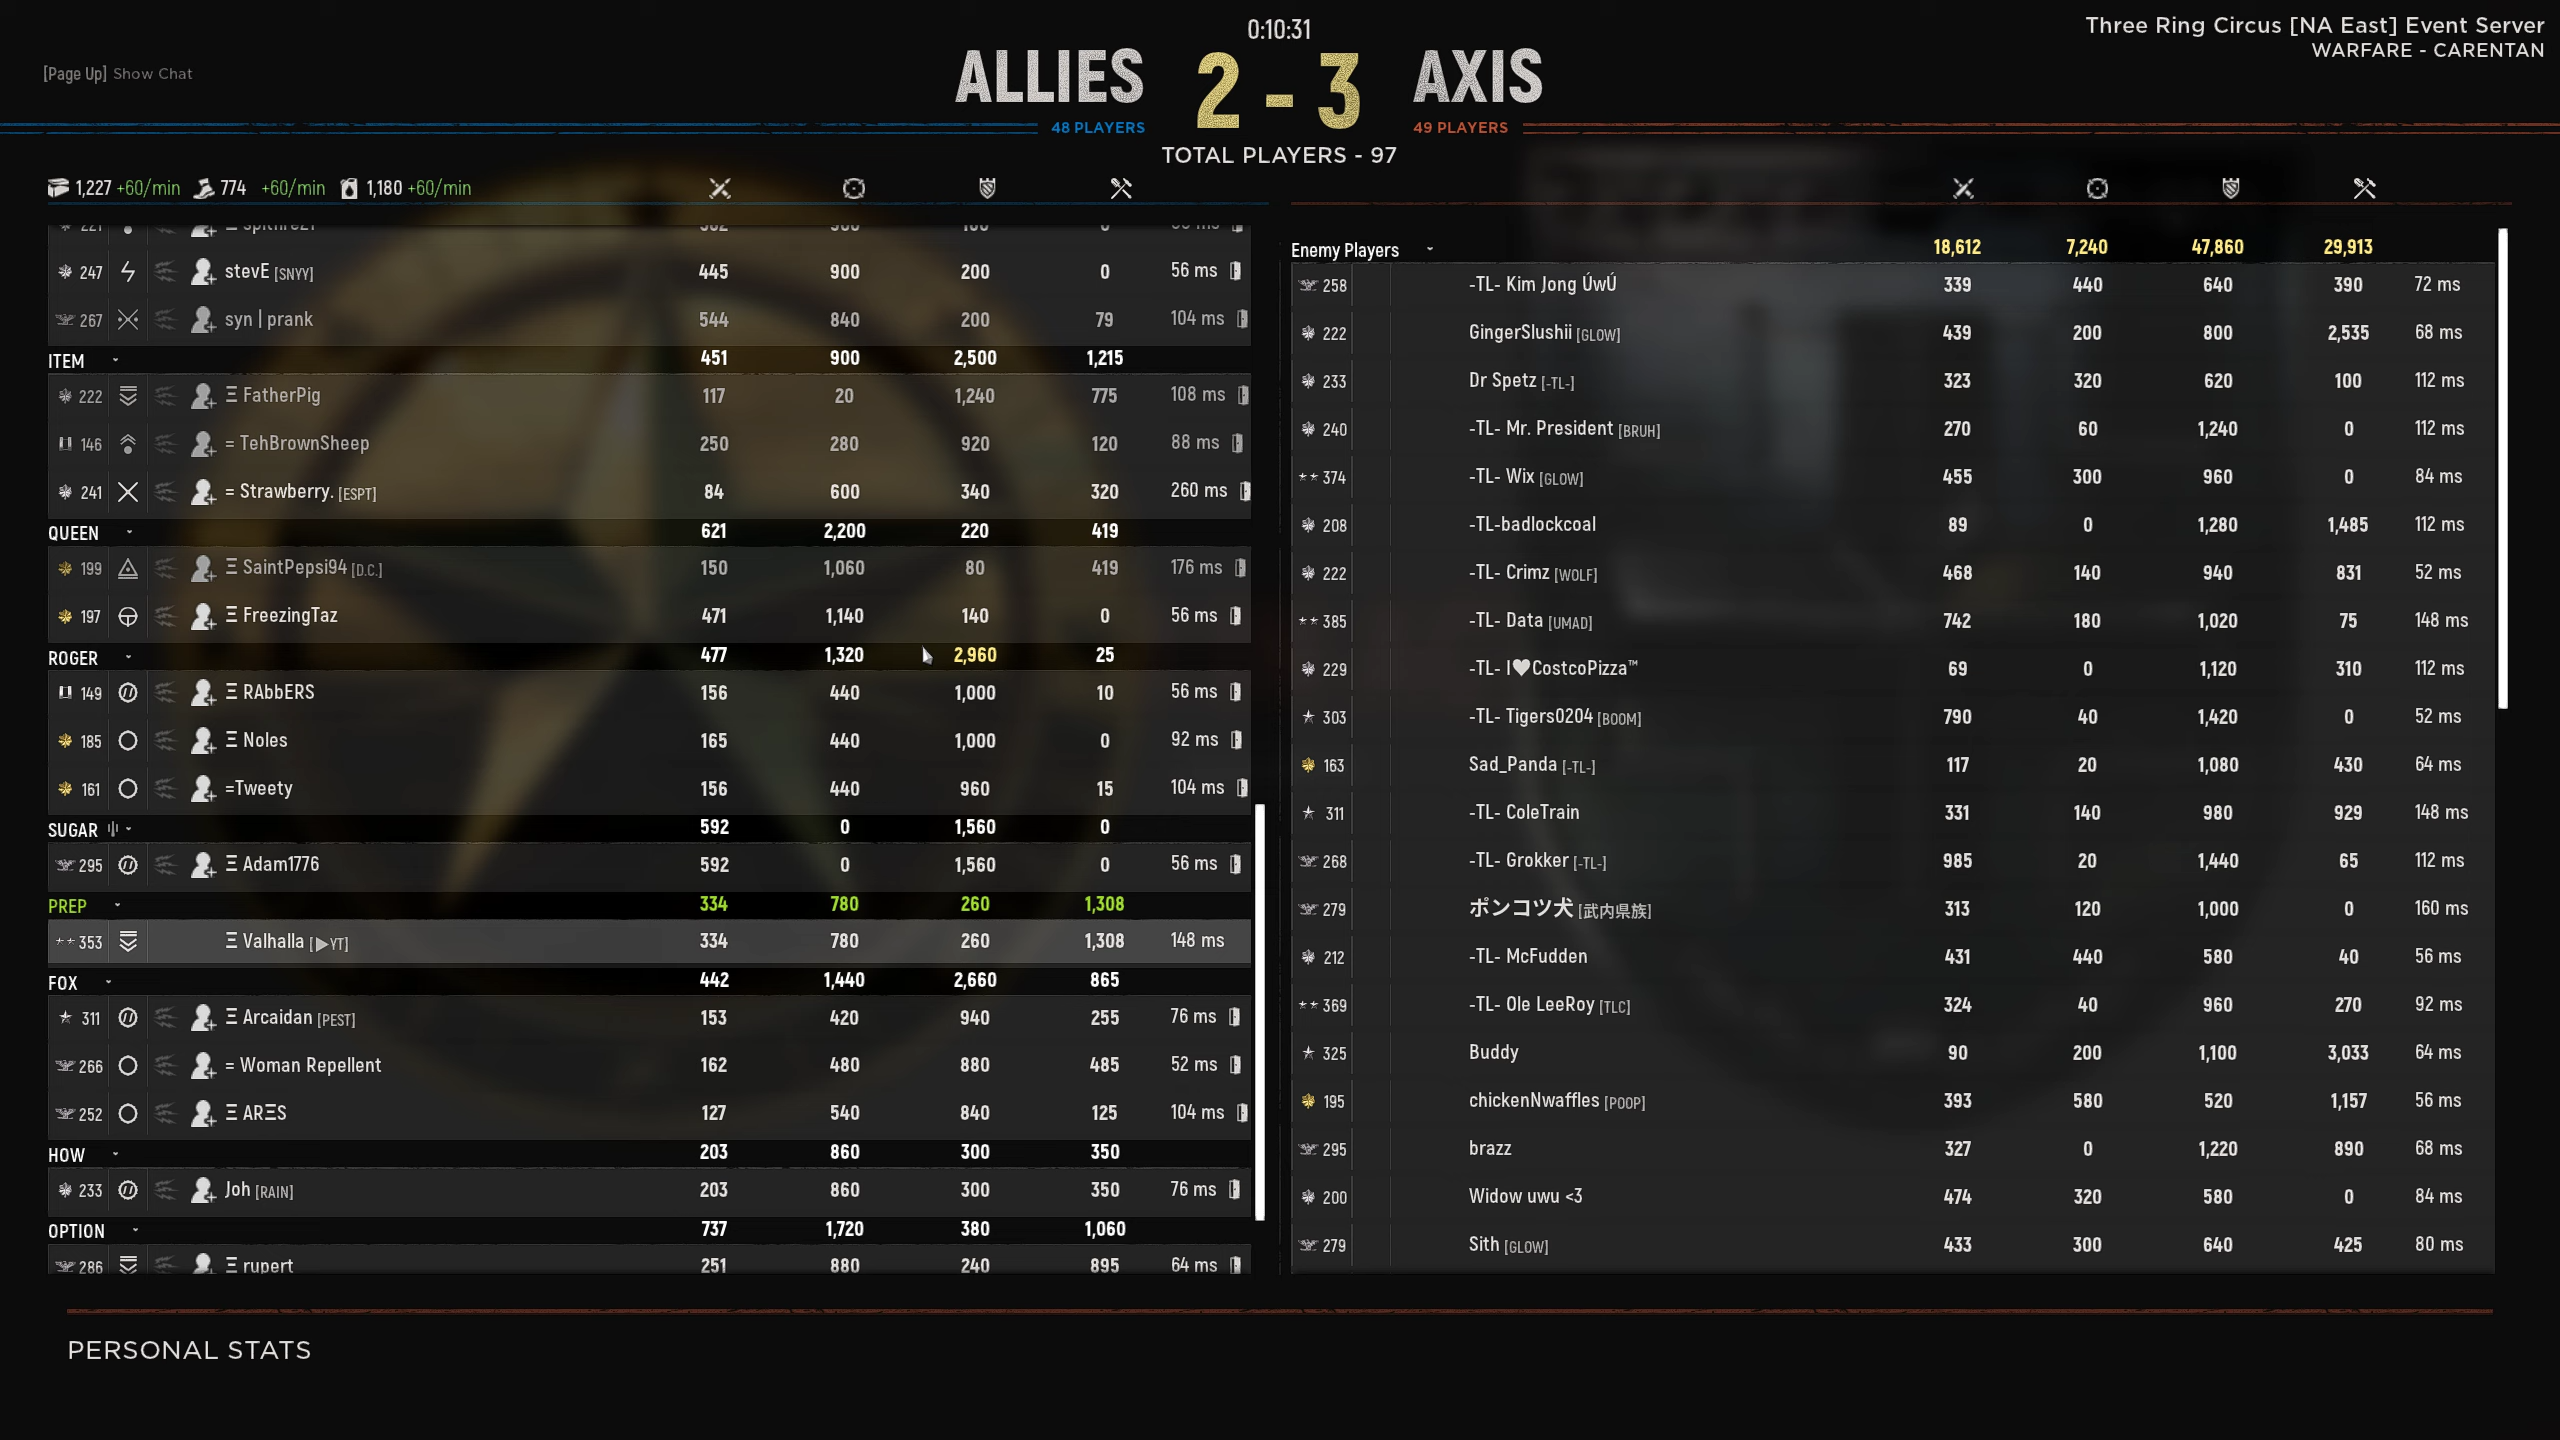 0:10:31
Three Ring Circus [NA East] Event Server
WARFARE - CARENTAN
[Page Up] Show Chat
ALLIES 2 - 3 AXIS
48 PLAYERS 49 PLAYERS
TOTAL PLAYERS - 97
1,227 +60/min 774 +60/min 1,180 +60/min
247 stevE [SNYY] 445 900 200 0 56 ms
267 syn | prank 544 840 200 79 104 ms
ITEM 451 900 2,500 1,215
222 Ξ FatherPig 117 20 1,240 775 108 ms
146 = TehBrownSheep 250 280 920 120 88 ms
241 = Strawberry. [ESPT] 84 600 340 320 260 ms
QUEEN 621 2,200 220 419
199 Ξ SaintPepsi94 [D.C.] 150 1,060 80 419 176 ms
197 Ξ FreezingTaz 471 1,140 140 0 56 ms
ROGER 477 1,320 2,960 25
149 Ξ RAbbERS 156 440 1,000 10 56 ms
185 Ξ Noles 165 440 1,000 0 92 ms
161 =Tweety 156 440 960 15 104 ms
SUGAR 592 0 1,560 0
295 Ξ Adam1776 592 0 1,560 0 56 ms
PREP 334 780 260 1,308
353 Ξ Valhalla [▶YT] 334 780 260 1,308 148 ms
FOX 442 1,440 2,660 865
311 Ξ Arcaidan [PEST] 153 420 940 255 76 ms
266 = Woman Repellent 162 480 880 485 52 ms
252 Ξ ARΞS 127 540 840 125 104 ms
HOW 203 860 300 350
233 Joh [RAIN] 203 860 300 350 76 ms
OPTION 737 1,720 380 1,060
286 Ξ rupert 251 880 240 895 64 ms
Enemy Players 18,612 7,240 47,860 29,913
258 -TL- Kim Jong ÚwÚ 339 440 640 390 72 ms
222 GingerSlushii [GLOW] 439 200 800 2,535 68 ms
233 Dr Spetz [-TL-] 323 320 620 100 112 ms
240 -TL- Mr. President [BRUH] 270 60 1,240 0 112 ms
374 -TL- Wix [GLOW] 455 300 960 0 84 ms
208 -TL-badlockcoal 89 0 1,280 1,485 112 ms
222 -TL- Crimz [WOLF] 468 140 940 831 52 ms
385 -TL- Data [UMAD] 742 180 1,020 75 148 ms
229 -TL- I♥CostcoPizza™ 69 0 1,120 310 112 ms
303 -TL- Tigers0204 [BOOM] 790 40 1,420 0 52 ms
163 Sad_Panda [-TL-] 117 20 1,080 430 64 ms
311 -TL- ColeTrain 331 140 980 929 148 ms
268 -TL- Grokker [-TL-] 985 20 1,440 65 112 ms
279 ポンコツ犬 [武内県族] 313 120 1,000 0 160 ms
212 -TL- McFudden 431 440 580 40 56 ms
369 -TL- Ole LeeRoy [TLC] 324 40 960 270 92 ms
325 Buddy 90 200 1,100 3,033 64 ms
195 chickenNwaffles [POOP] 393 580 520 1,157 56 ms
295 brazz 327 0 1,220 890 68 ms
200 Widow uwu <3 474 320 580 0 84 ms
279 Sith [GLOW] 433 300 640 425 80 ms
PERSONAL STATS